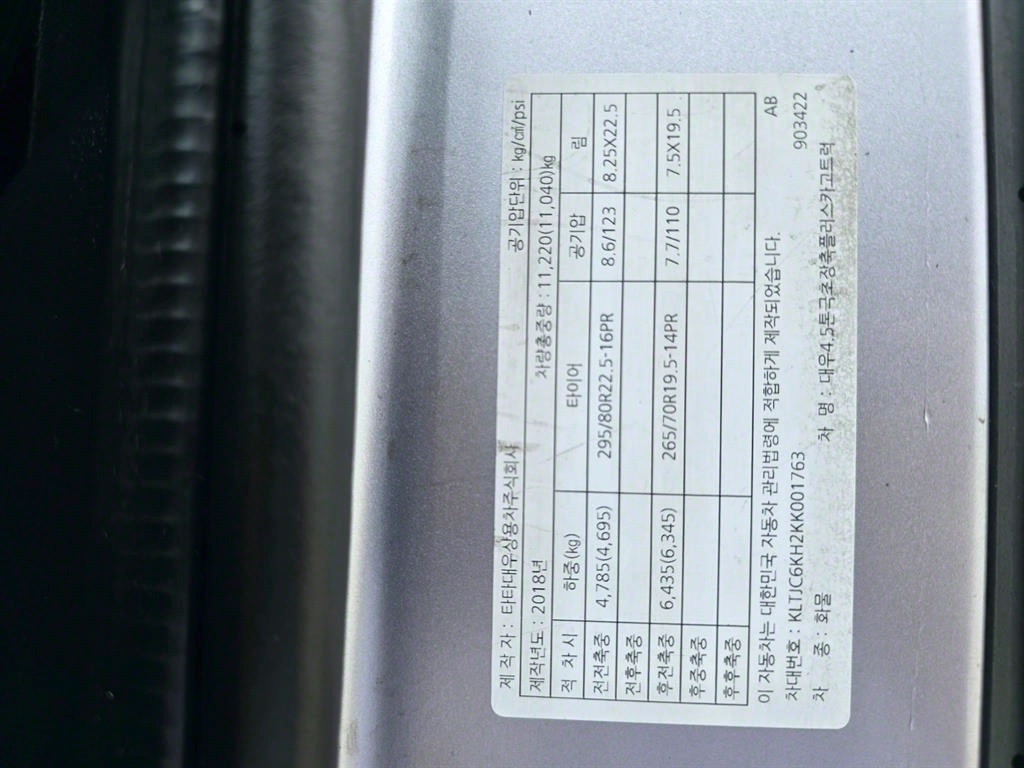 제 작 자 : 타타대우상용차주식회사 공기압단위 : kg/㎠/psi
제작년도 : 2018년 차량총중량 : 11,220(11,040)kg
적 차 시 하중(kg) 타이어 공기압 림
전전축중 4,785(4,695) 295/80R22.5-16PR 8.6/123 8.25X22.5
전후축중
후전축중 6,435(6,345) 265/70R19.5-14PR 7.7/110 7.5X19.5
후중축중
후후축중
이 자동차는 대한민국 자동차 관리법령에 적합하게 제작되었습니다. AB
차대번호 : KLTJC6KH2KK001763 903422
차 종 : 화물 차 명 : 대우4.5톤극초장축플러스카고트럭